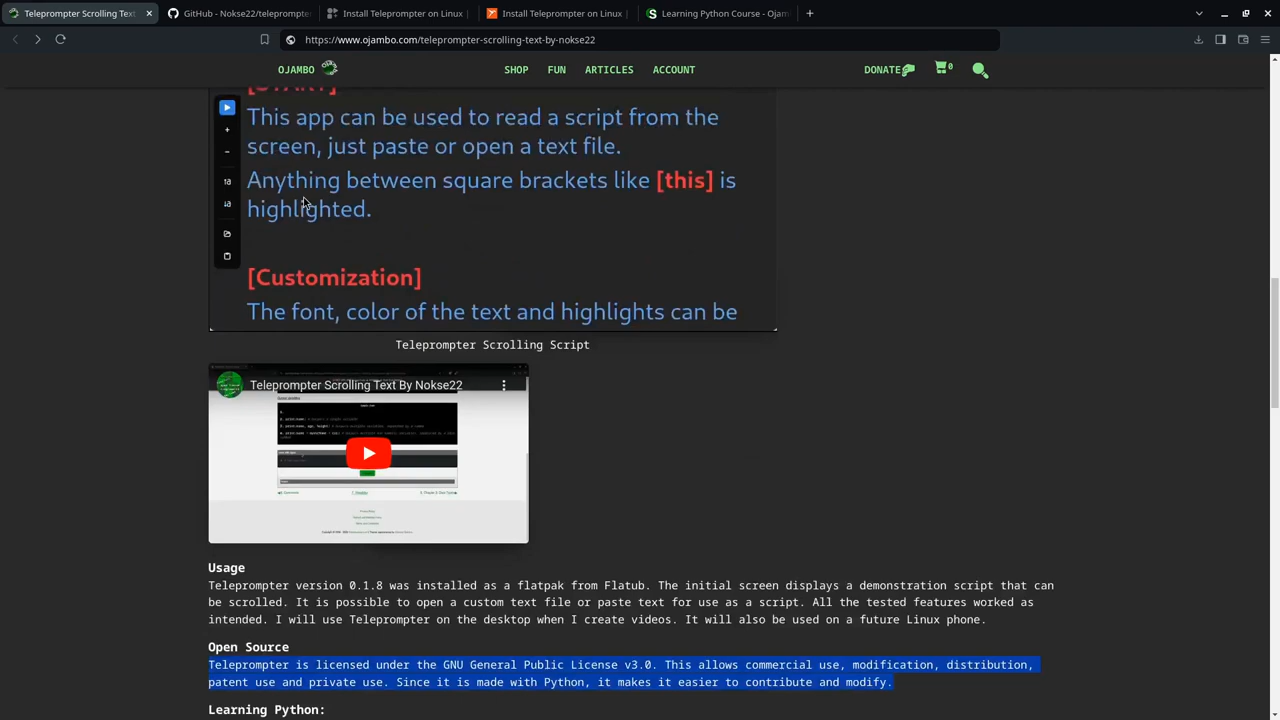 Teleprompter Scrolling Text
GitHub - Nokse22/teleprompter
Install Teleprompter on Linux
Install Teleprompter on Linux
Learning Python Course - Ojam
https://www.ojambo.com/teleprompter-scrolling-text-by-nokse22
OJAMBO
SHOP
FUN
ARTICLES
ACCOUNT
DONATE
0
[START]
This app can be used to read a script from the
screen, just paste or open a text file.
Anything between square brackets like [this] is
highlighted.
[Customization]
The font, color of the text and highlights can be
Teleprompter Scrolling Script
Teleprompter Scrolling Text By Nokse22
Usage
Teleprompter version 0.1.8 was installed as a flatpak from Flatub. The initial screen displays a demonstration script that can
be scrolled. It is possible to open a custom text file or paste text for use as a script. All the tested features worked as
intended. I will use Teleprompter on the desktop when I create videos. It will also be used on a future Linux phone.
Open Source
Teleprompter is licensed under the GNU General Public License v3.0. This allows commercial use, modification, distribution,
patent use and private use. Since it is made with Python, it makes it easier to contribute and modify.
Learning Python: